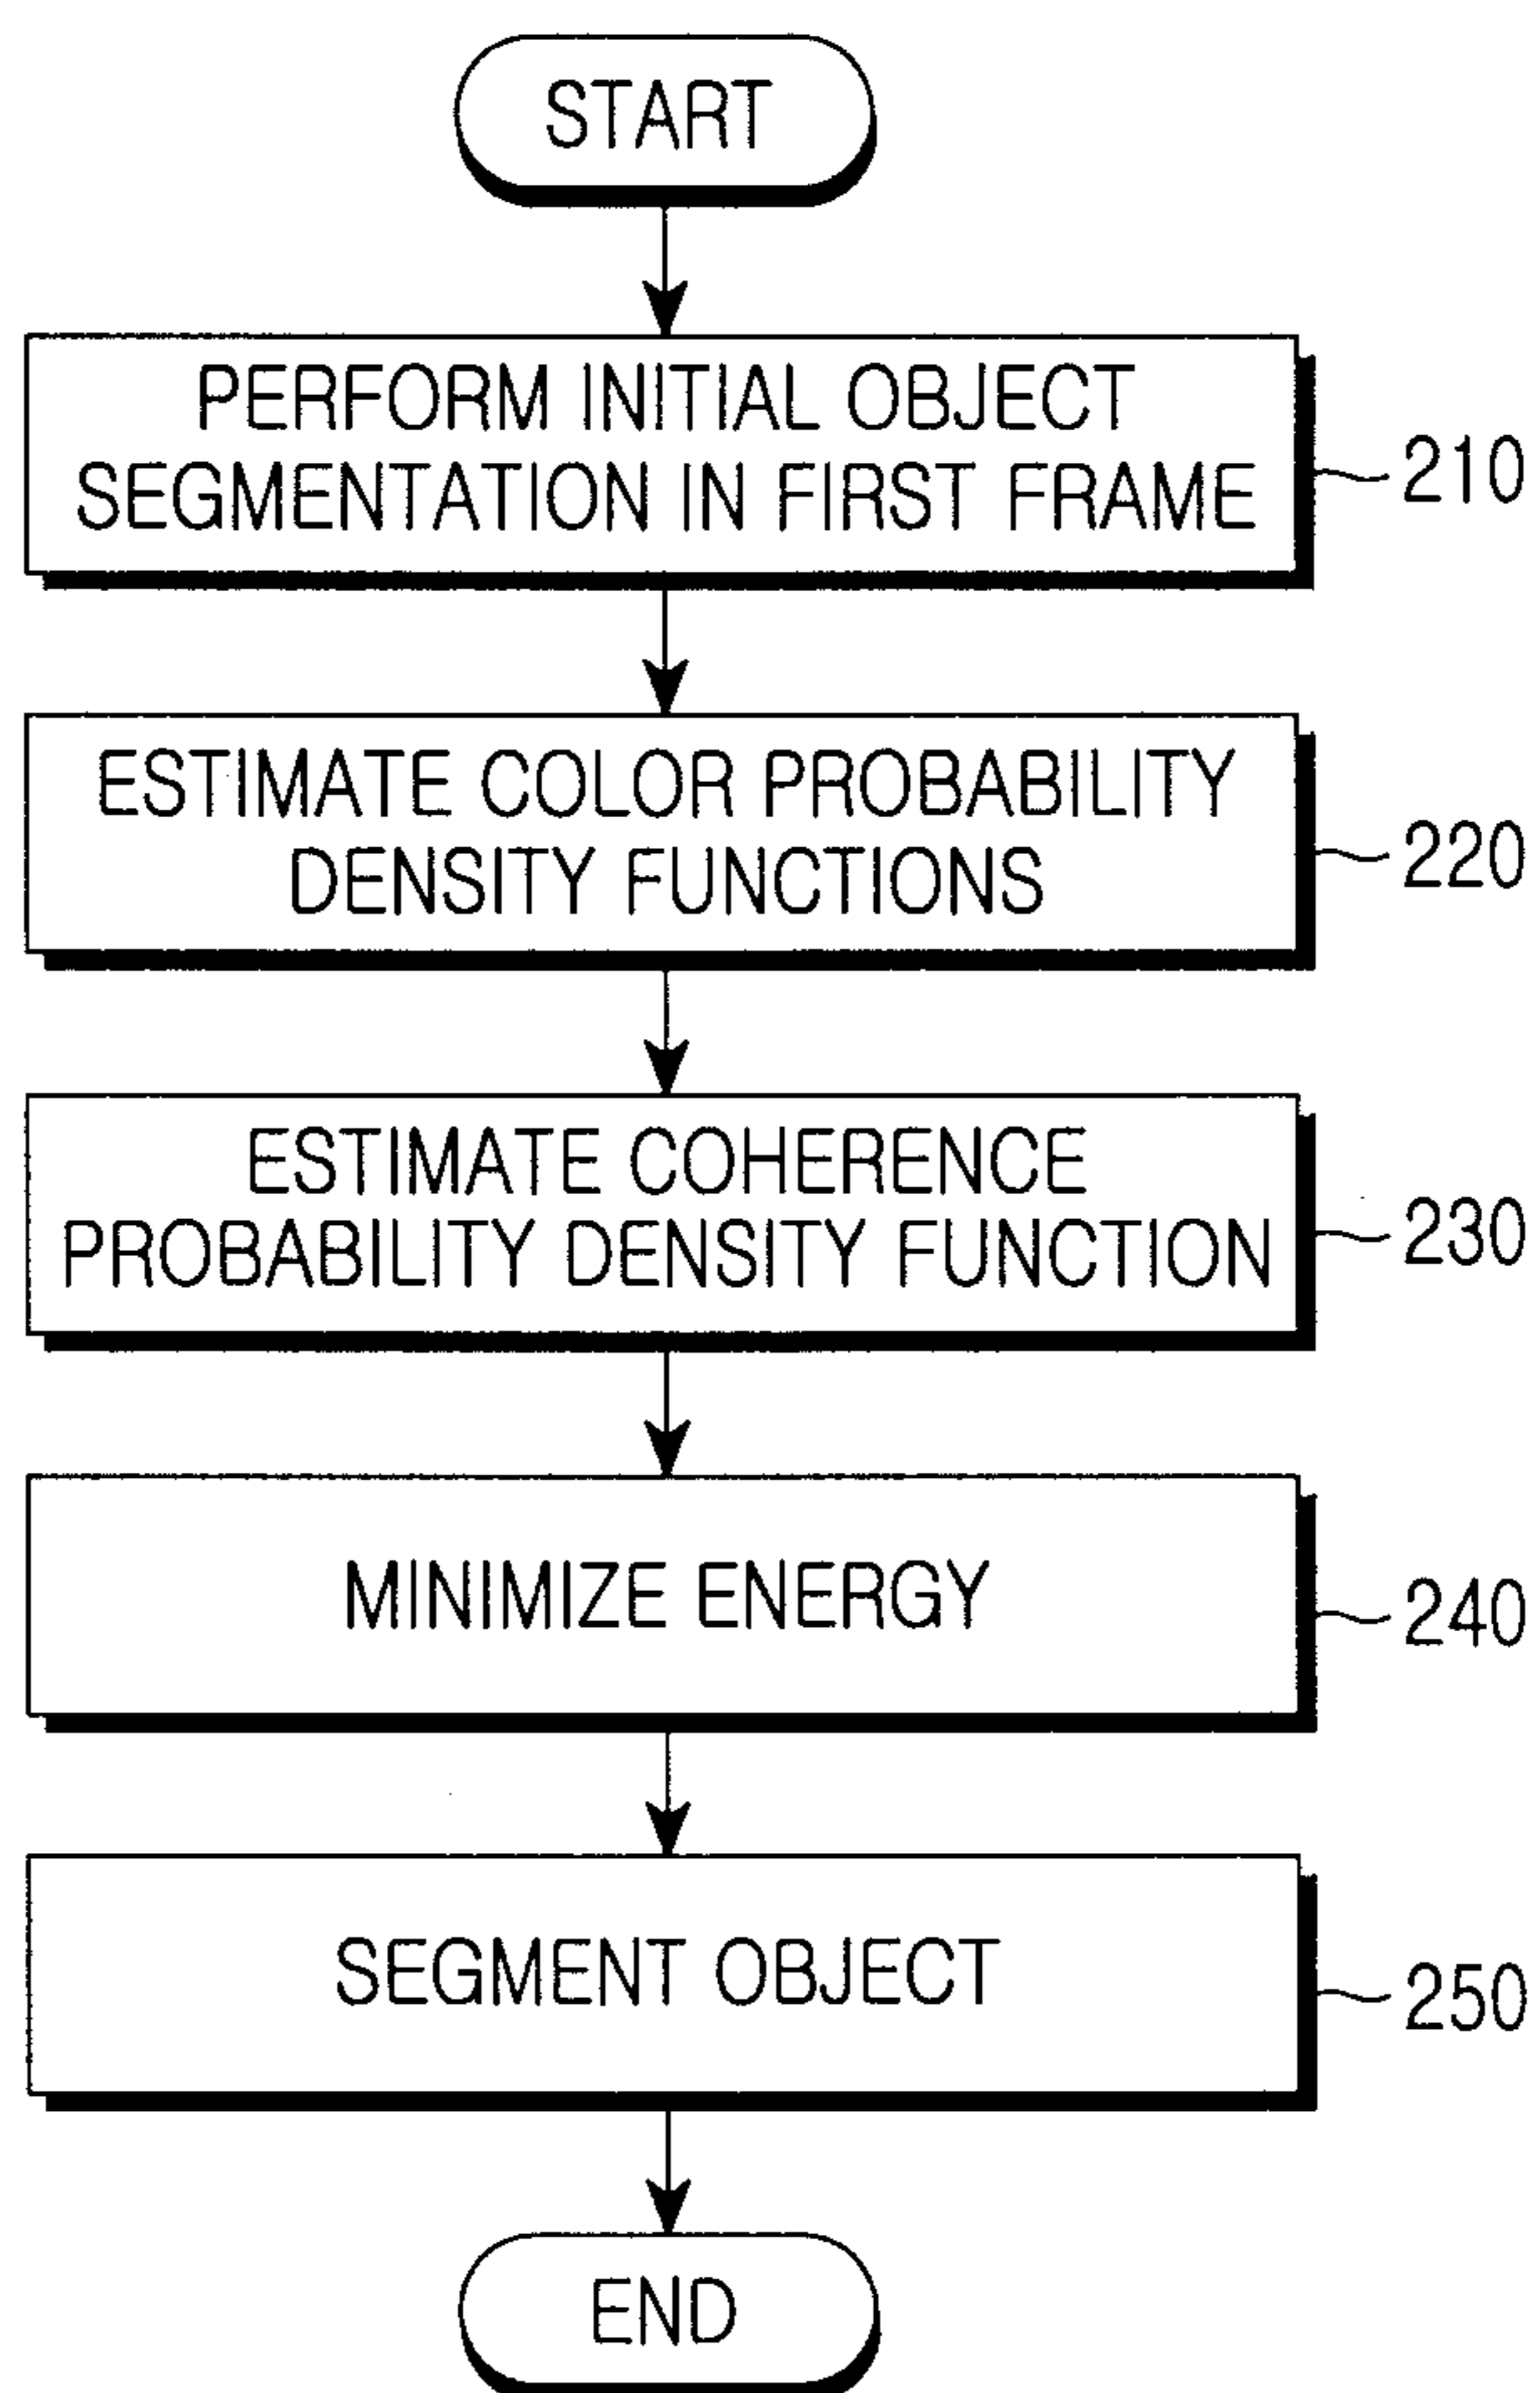 START
PERFORM INITIAL OBJECT
SEGMENTATION IN FIRST FRAME
210
ESTIMATE COLOR PROBABILITY
DENSITY FUNCTIONS
220
ESTIMATE COHERENCE
PROBABILITY DENSITY FUNCTION
230
MINIMIZE ENERGY
240
SEGMENT OBJECT
250
END